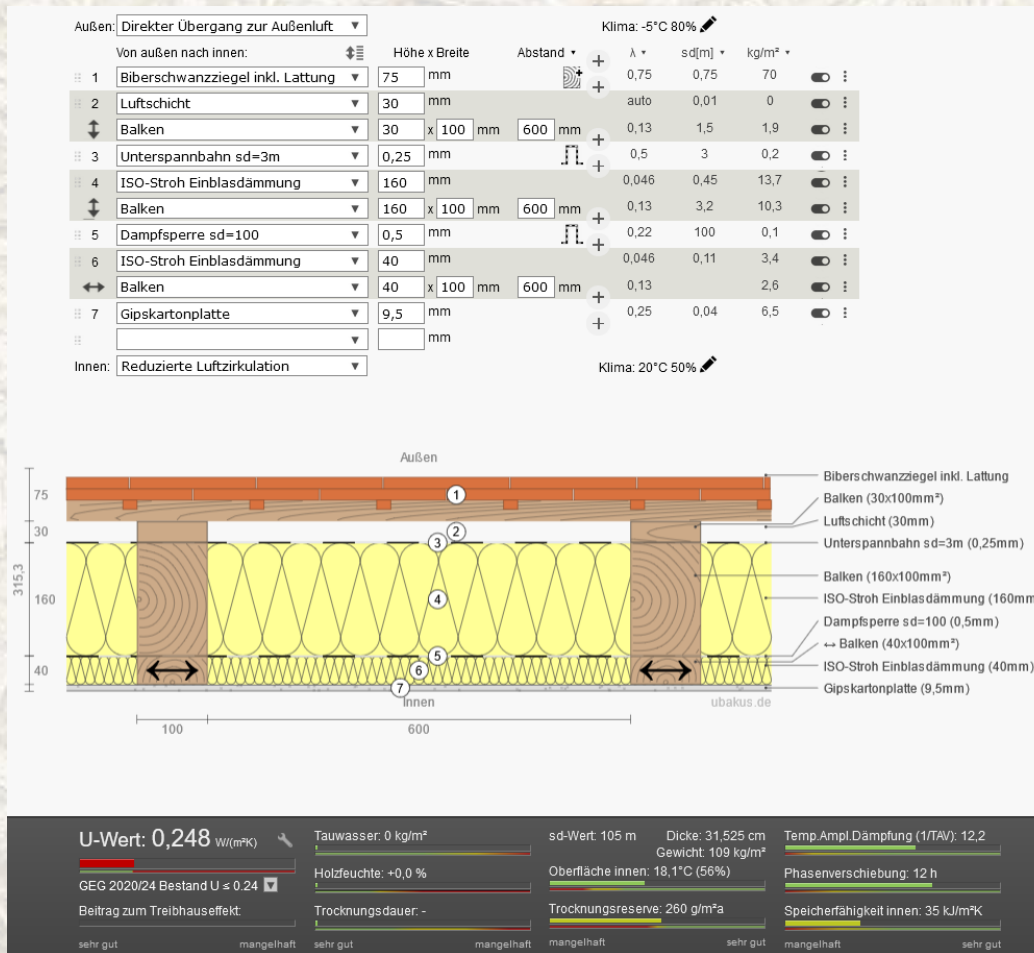 Außen: Direkter Übergang zur Außenluft Klima: -5°C 80%
Von außen nach innen: Höhe x Breite Abstand λ sd[m] kg/m²
1 Biberschwanzziegel inkl. Lattung 75 mm 0,75 0,75 70
2 Luftschicht 30 mm auto 0,01 0
Balken 30 x 100 mm 600 mm 0,13 1,5 1,9
3 Unterspannbahn sd=3m 0,25 mm 0,5 3 0,2
4 ISO-Stroh Einblasdämmung 160 mm 0,046 0,45 13,7
Balken 160 x 100 mm 600 mm 0,13 3,2 10,3
5 Dampfsperre sd=100 0,5 mm 0,22 100 0,1
6 ISO-Stroh Einblasdämmung 40 mm 0,046 0,11 3,4
Balken 40 x 100 mm 600 mm 0,13 2,6
7 Gipskartonplatte 9,5 mm 0,25 0,04 6,5
mm
Innen: Reduzierte Luftzirkulation Klima: 20°C 50%
Außen
75
30
315,3
160
40
1
2
3
4
5
6
7
Biberschwanzziegel inkl. Lattung
Balken (30x100mm²)
Luftschicht (30mm)
Unterspannbahn sd=3m (0,25mm)
Balken (160x100mm²)
ISO-Stroh Einblasdämmung (160mm
Dampfsperre sd=100 (0,5mm)
↔ Balken (40x100mm²)
ISO-Stroh Einblasdämmung (40mm)
Gipskartonplatte (9,5mm)
Innen
ubakus.de
100 600
U-Wert: 0,248 W/(m²K)
GEG 2020/24 Bestand U ≤ 0.24
Beitrag zum Treibhauseffekt:
sehr gut mangelhaft
Tauwasser: 0 kg/m²
Holzfeuchte: +0,0 %
Trocknungsdauer: -
sehr gut mangelhaft
sd-Wert: 105 m Dicke: 31,525 cm
Gewicht: 109 kg/m²
Oberfläche innen: 18,1°C (56%)
Trocknungsreserve: 260 g/m²a
mangelhaft sehr gut
Temp.Ampl.Dämpfung (1/TAV): 12,2
Phasenverschiebung: 12 h
Speicherfähigkeit innen: 35 kJ/m²K
mangelhaft sehr gut